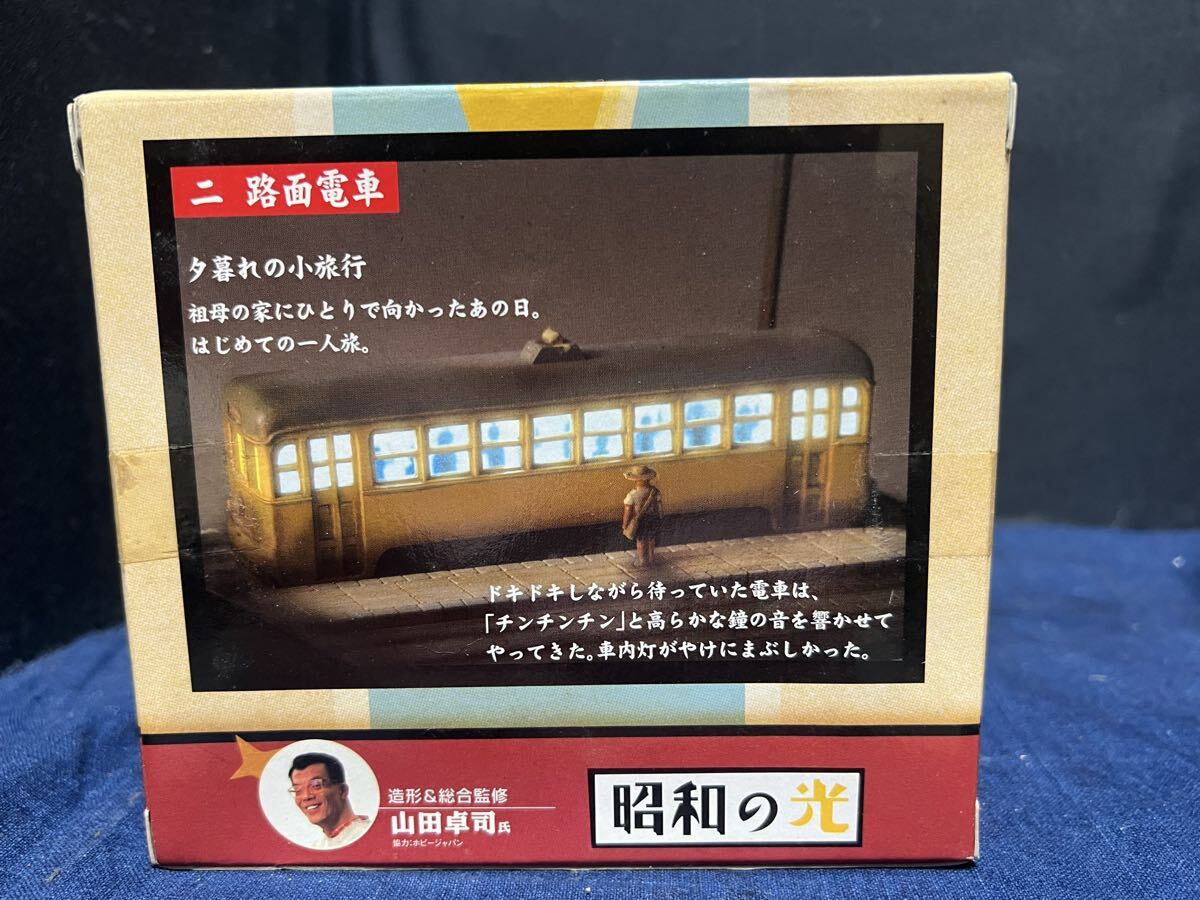 二 路面電車
夕暮れの小旅行
祖母の家にひとりで向かったあの日。
はじめての一人旅。
ドキドキしながら待っていた電車は、
「チンチンチン」と高らかな鐘の音を響かせて
やってきた。車内灯がやけにまぶしかった。
造形&総合監修
山田卓司氏
協力:ホビージャパン
昭和の光